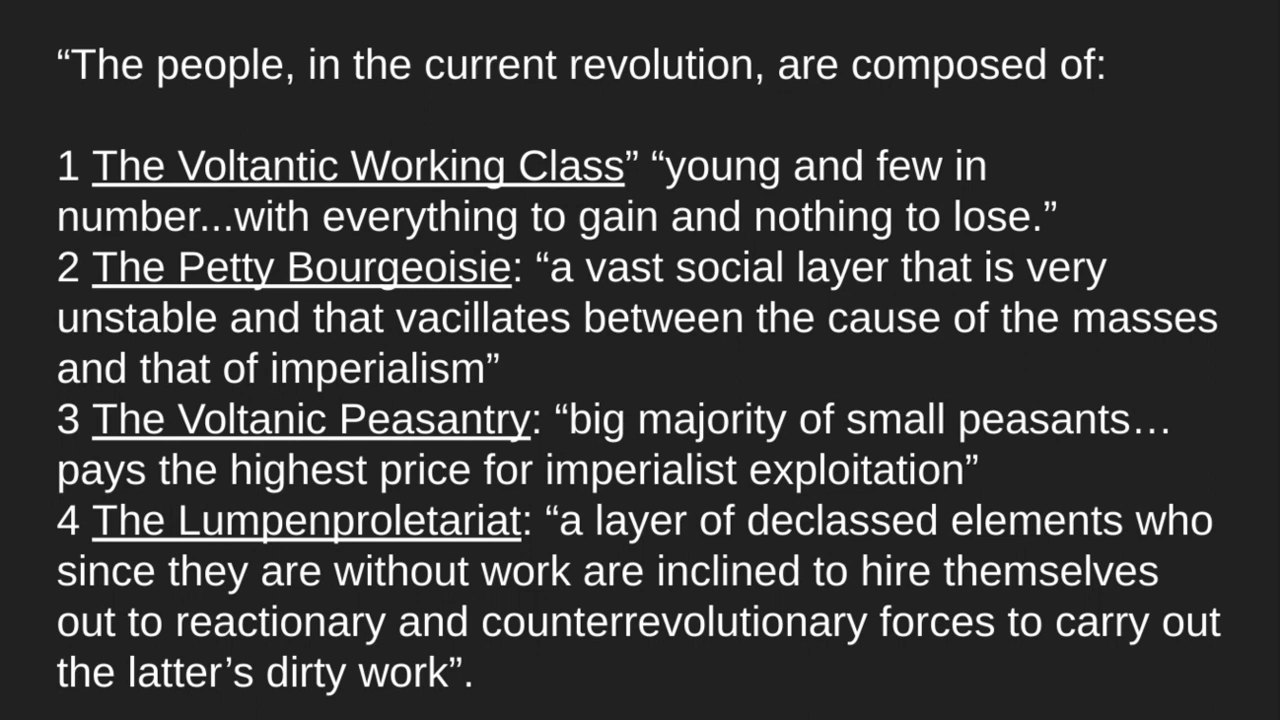 “The people, in the current revolution, are composed of:
1 The Voltantic Working Class” “young and few in
number...with everything to gain and nothing to lose.”
2 The Petty Bourgeoisie: “a vast social layer that is very
unstable and that vacillates between the cause of the masses
and that of imperialism”
3 The Voltanic Peasantry: “big majority of small peasants…
pays the highest price for imperialist exploitation”
4 The Lumpenproletariat: “a layer of declassed elements who
since they are without work are inclined to hire themselves
out to reactionary and counterrevolutionary forces to carry out
the latter’s dirty work”.